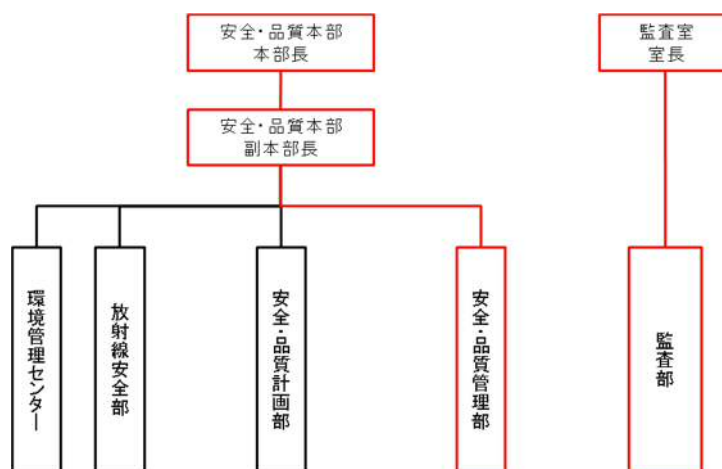 安全・品質本部
本部長
監査室
室長
安全・品質本部
副本部長
環境管理センター
放射線安全部
安全・品質計画部
安全・品質管理部
監査部